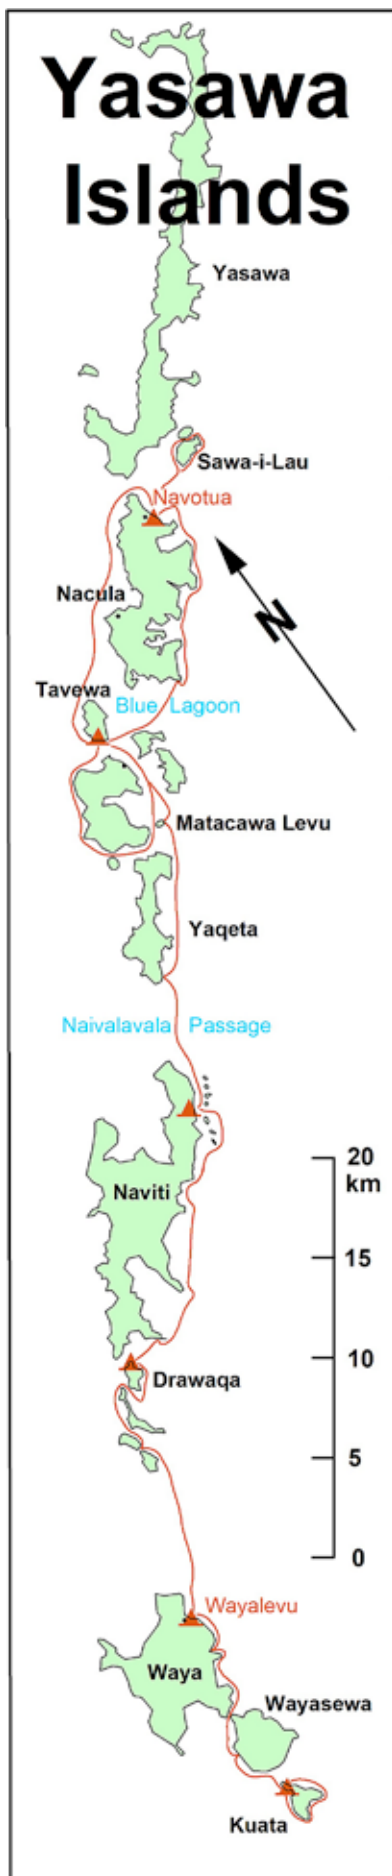 Yasawa
Islands
Yasawa
Sawa-i-Lau
Navotua
Nacula
N
Tavewa
Blue Lagoon
Matacawa Levu
Yaqeta
Naivalavala Passage
20
km
Naviti
15
10
Drawaqa
5
0
Wayalevu
Waya
Wayasewa
Kuata